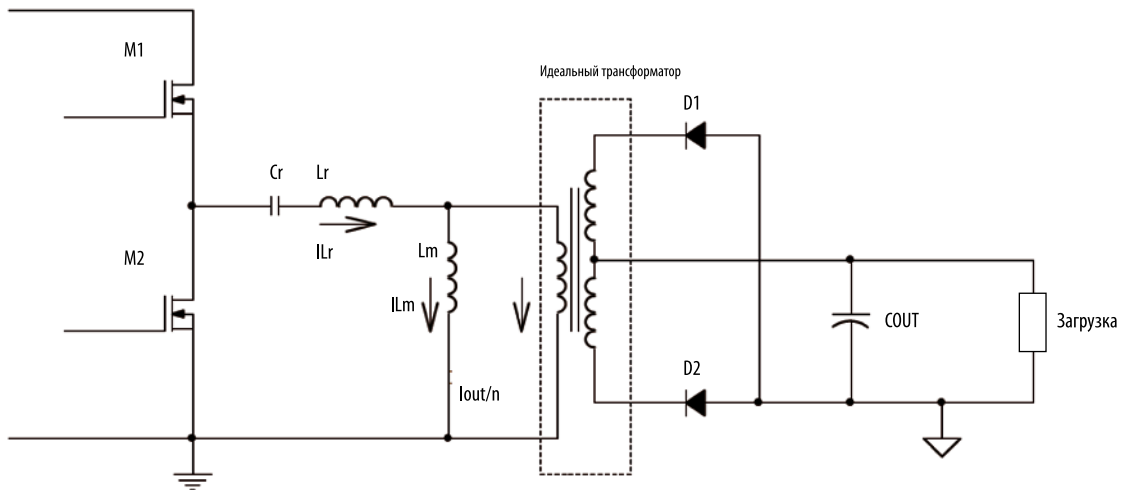 M1
Идеальный трансформатор
D1
Cr
Lr
ILr
M2
Lm
ILm
COUT
Загрузка
D2
Iout/n